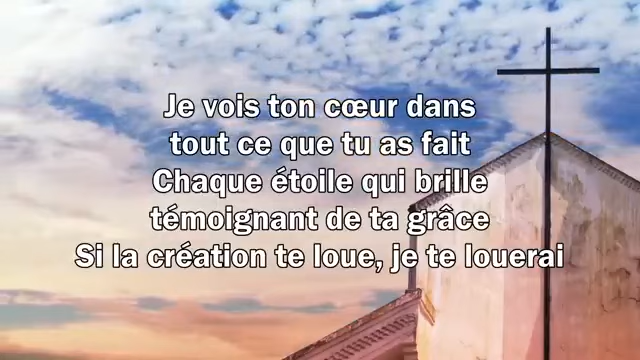 Je vois ton cœur dans
tout ce que tu as fait
Chaque étoile qui brille
témoignant de ta grâce
Si la création te loue, je te louerai